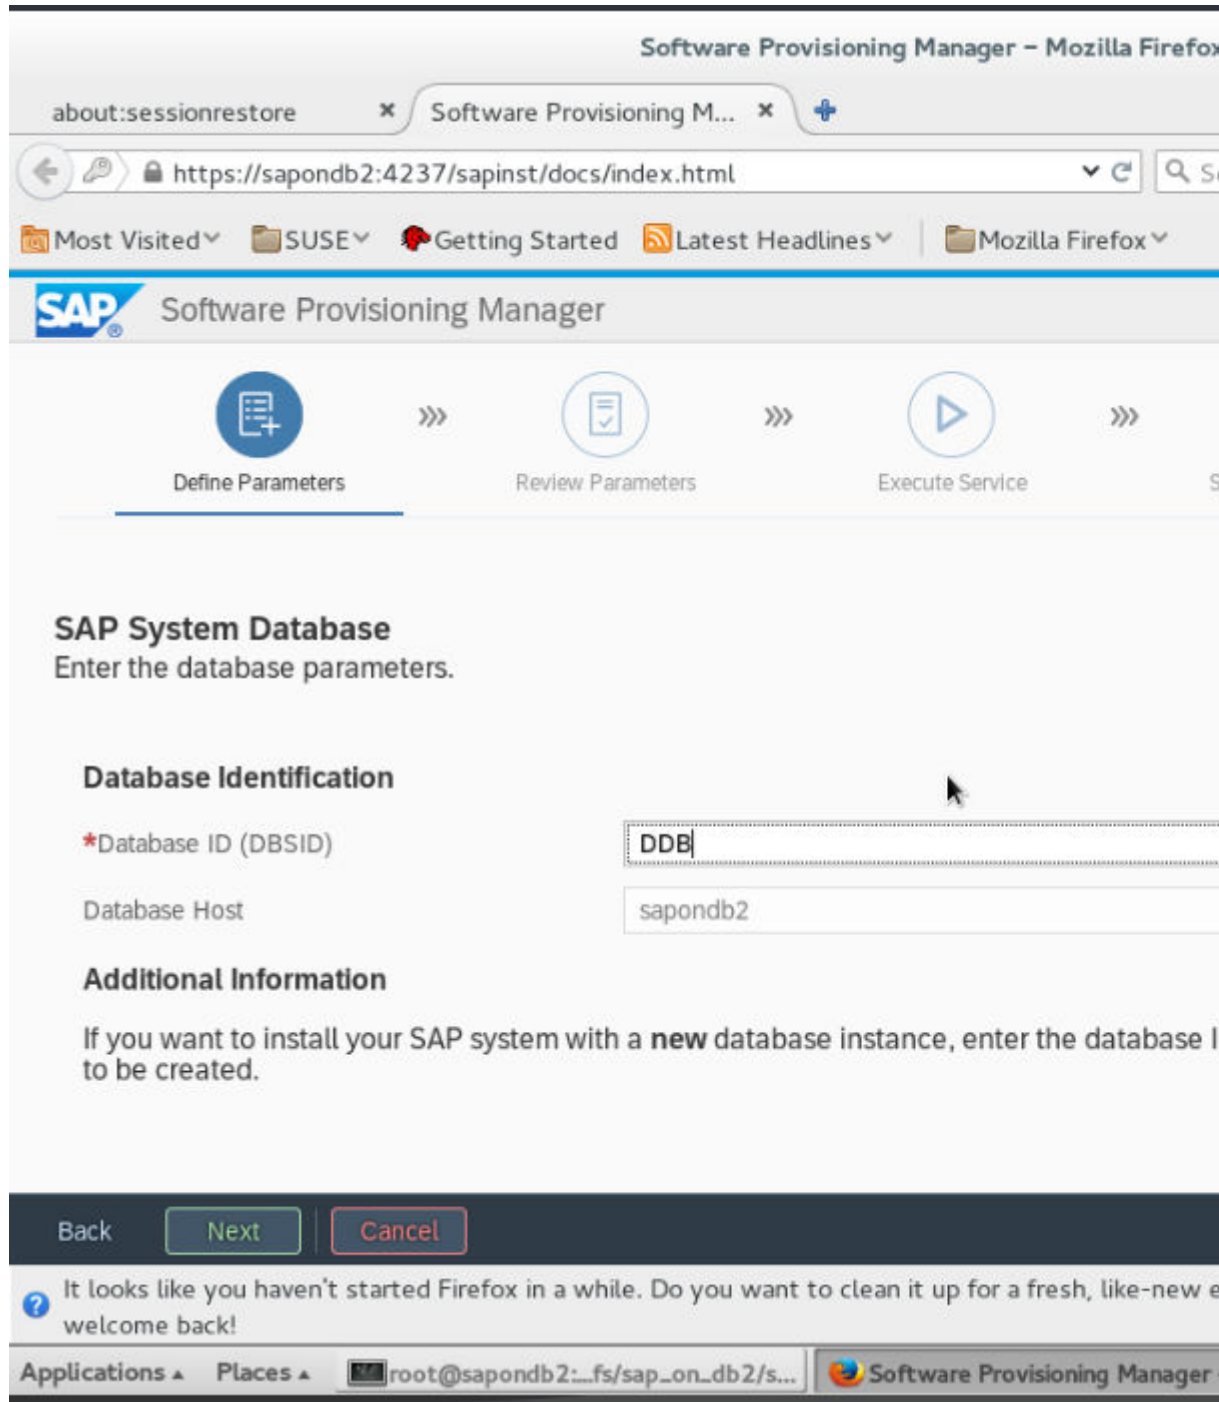 Software Provisioning Manager – Mozilla Firefox
about:sessionrestore
Software Provisioning M...
https://sapondb2:4237/sapinst/docs/index.html
Most Visited
SUSE
Getting Started
Latest Headlines
Mozilla Firefox
SAP® Software Provisioning Manager
Define Parameters
Review Parameters
Execute Service
SAP System Database
Enter the database parameters.
Database Identification
*Database ID (DBSID)
DDB
Database Host
sapondb2
Additional Information
If you want to install your SAP system with a new database instance, enter the database
to be created.
Back
Next
Cancel
It looks like you haven't started Firefox in a while. Do you want to clean it up for a fresh, like-new
welcome back!
Applications
Places
root@sapondb2:...fs/sap_on_db2/s...
Software Provisioning Manager